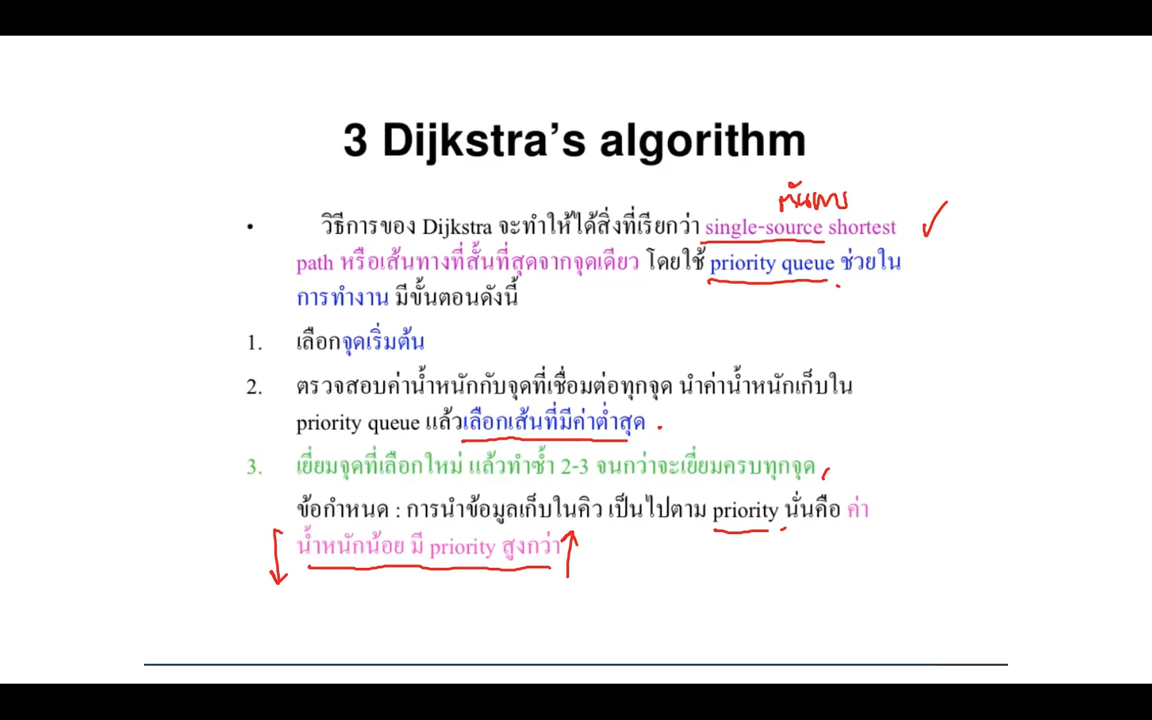 3 Dijkstra's algorithm
ต้นทาง
• วิธีการของ Dijkstra จะทำให้ได้สิ่งที่เรียกว่า single-source shortest
path หรือเส้นทางที่สั้นที่สุดจากจุดเดียว โดยใช้ priority queue ช่วยใน
การทำงาน มีขั้นตอนดังนี้
1. เลือกจุดเริ่มต้น
2. ตรวจสอบค่าน้ำหนักกับจุดที่เชื่อมต่อทุกจุด นำค่าน้ำหนักเก็บใน
priority queue แล้วเลือกเส้นที่มีค่าต่ำสุด
3. เยี่ยมจุดที่เลือกใหม่ แล้วทำซ้ำ 2-3 จนกว่าจะเยี่ยมครบทุกจุด
ข้อกำหนด : การนำข้อมูลเก็บในคิว เป็นไปตาม priority นั่นคือ ค่า
น้ำหนักน้อย มี priority สูงกว่า